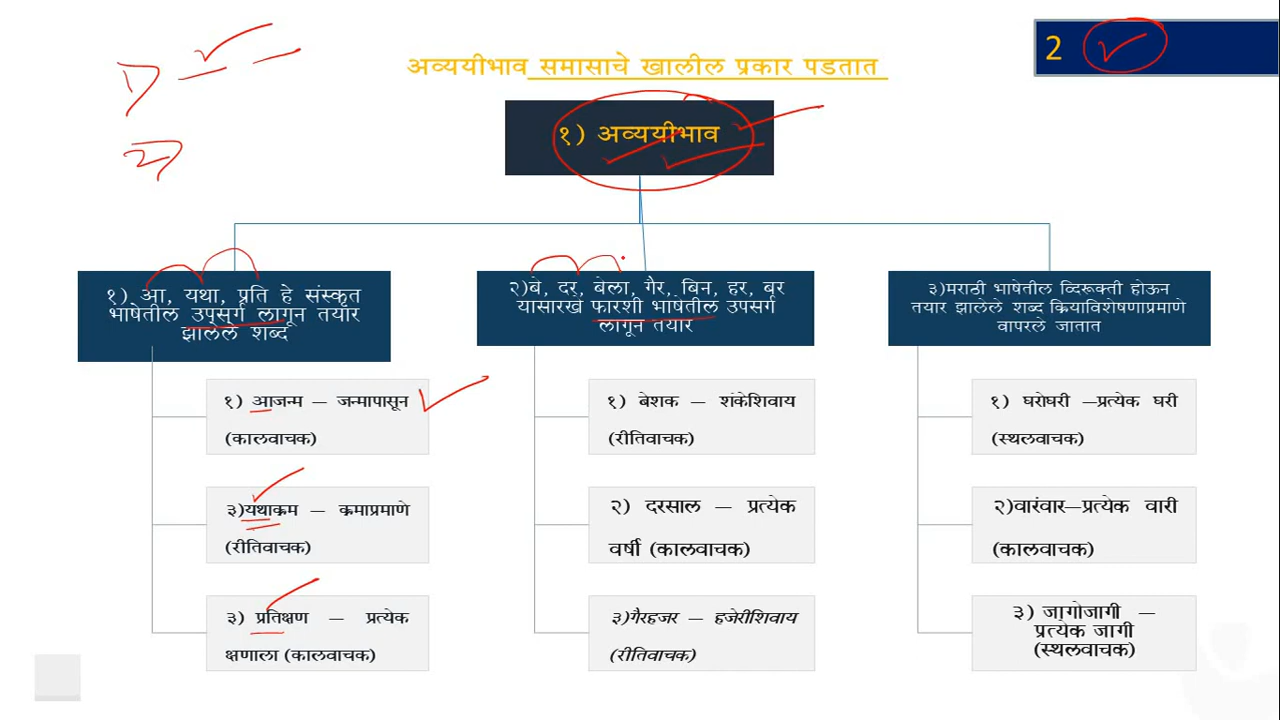 2
अव्ययीभाव समासाचे खालील प्रकार पडतात
१) अव्ययीभाव
१) आ, यथा, प्रति हे संस्कृत
भाषेतील उपसर्ग लागून तयार
झालेले शब्द
१) आजन्म – जन्मापासून
(कालवाचक)
३)यथाक्रम – क्रमाप्रमाणे
(रीतिवाचक)
३) प्रतिक्षण – प्रत्येक
क्षणाला (कालवाचक)
२)बे, दर, बेला, गैर, बिन, हर, बर
यासारखे फारशी भाषेतील उपसर्ग
लागून तयार
१) बेशक – शंकेशिवाय
(रीतिवाचक)
२) दरसाल – प्रत्येक
वर्षी (कालवाचक)
३)गैरहजर – हजेरीशिवाय
(रीतिवाचक)
३)मराठी भाषेतील व्दिरूक्ती होऊन
तयार झालेले शब्द क्रियाविशेषणाप्रमाणे
वापरले जातात
१) घरोघरी –प्रत्येक घरी
(स्थलवाचक)
२)वारंवार–प्रत्येक वारी
(कालवाचक)
३) जागोजागी –
प्रत्येक जागी
(स्थलवाचक)
१)
२)